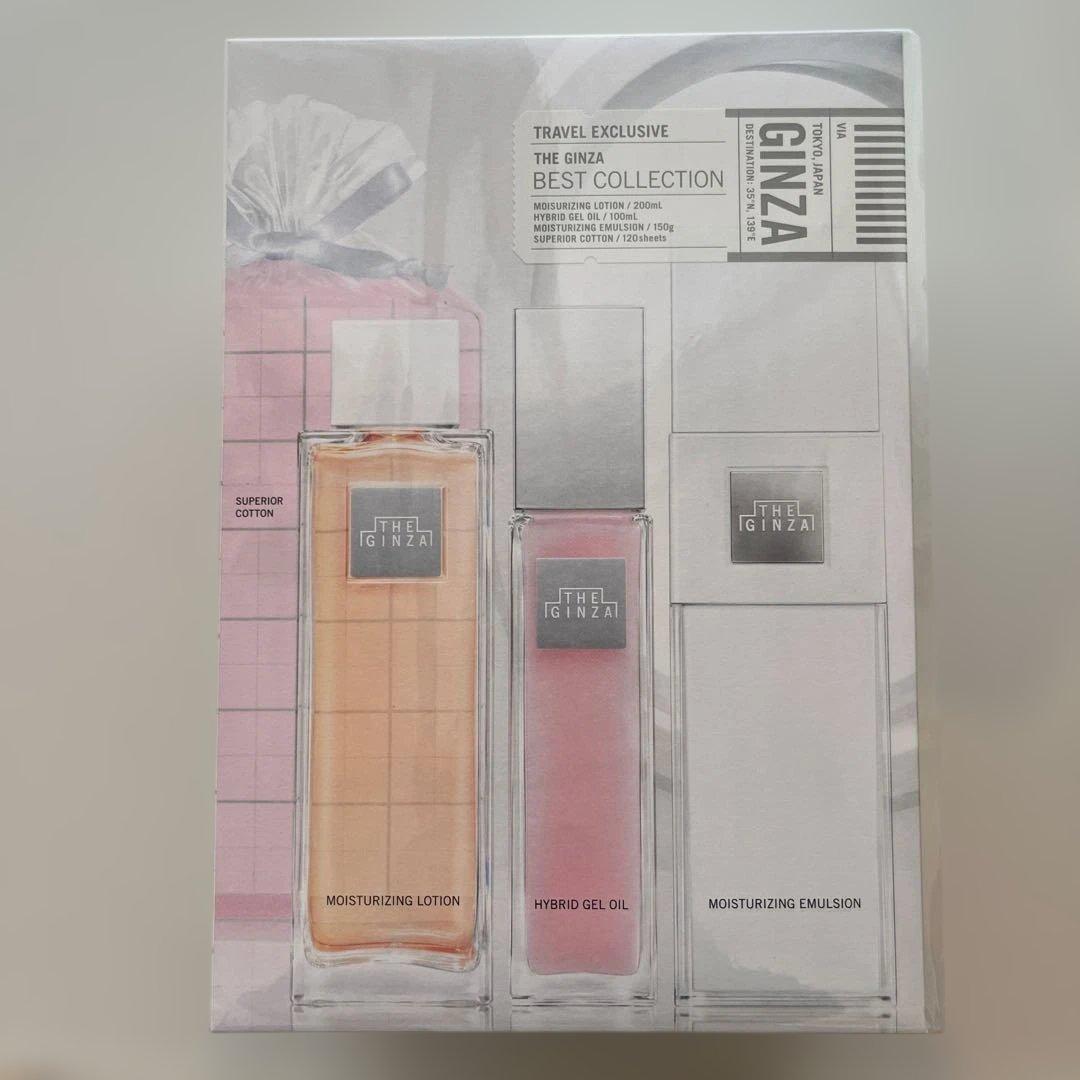 TRAVEL EXCLUSIVE
THE GINZA
BEST COLLECTION
MOISURIZING LOTION / 200mL
HYBRID GEL OIL / 100mL
MOISTURIZING EMULSION / 150g
SUPERIOR COTTON / 120sheets
VIA
TOKYO, JAPAN
GINZA
DESTINATION: 35°N, 139°E
SUPERIOR
COTTON
THE
GINZA
MOISTURIZING LOTION
THE
GINZA
HYBRID GEL OIL
THE
GINZA
MOISTURIZING EMULSION